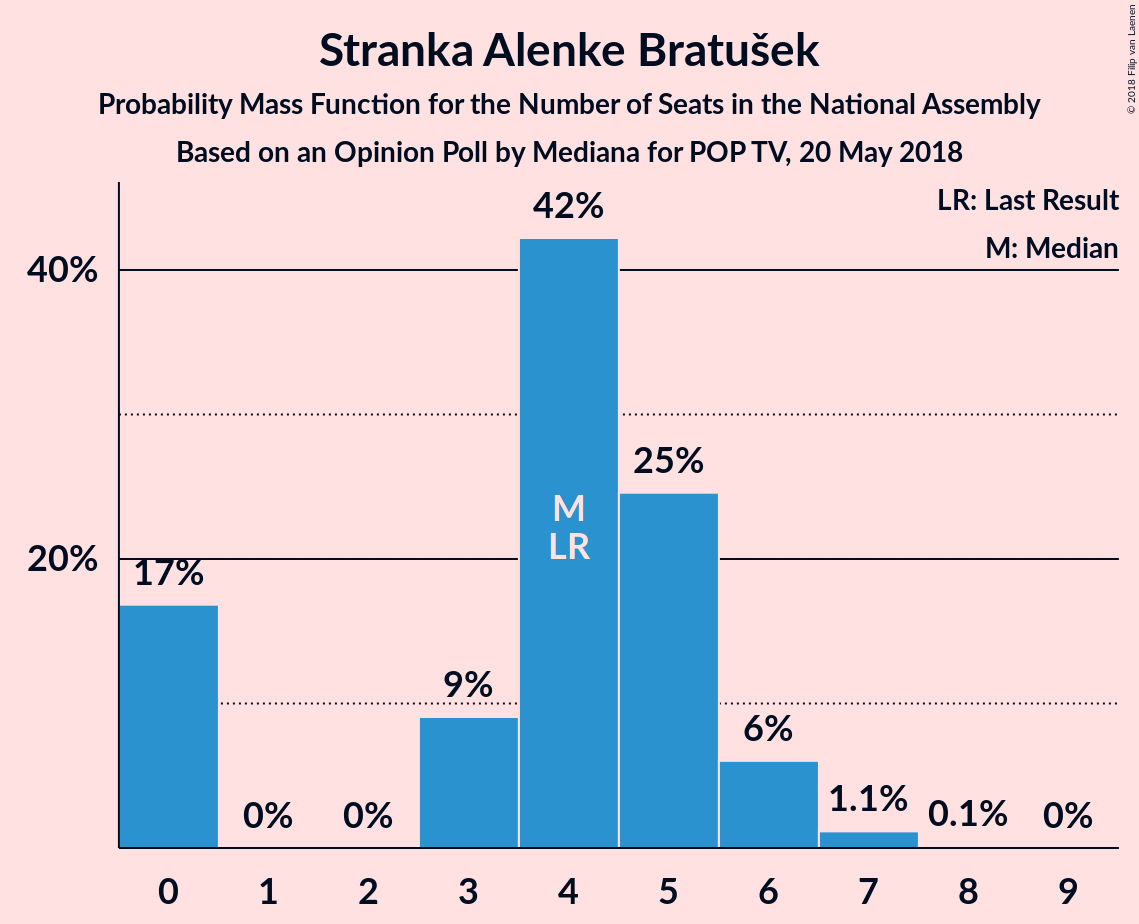 Stranka Alenke Bratušek
Probability Mass Function for the Number of Seats in the National Assembly
Based on an Opinion Poll by Mediana for POP TV, 20 May 2018
© 2018 Filip van Laenen
LR: Last Result
M: Median
40%
20%
17%
0%
0%
9%
42%
M
LR
25%
6%
1.1%
0.1%
0%
0 1 2 3 4 5 6 7 8 9